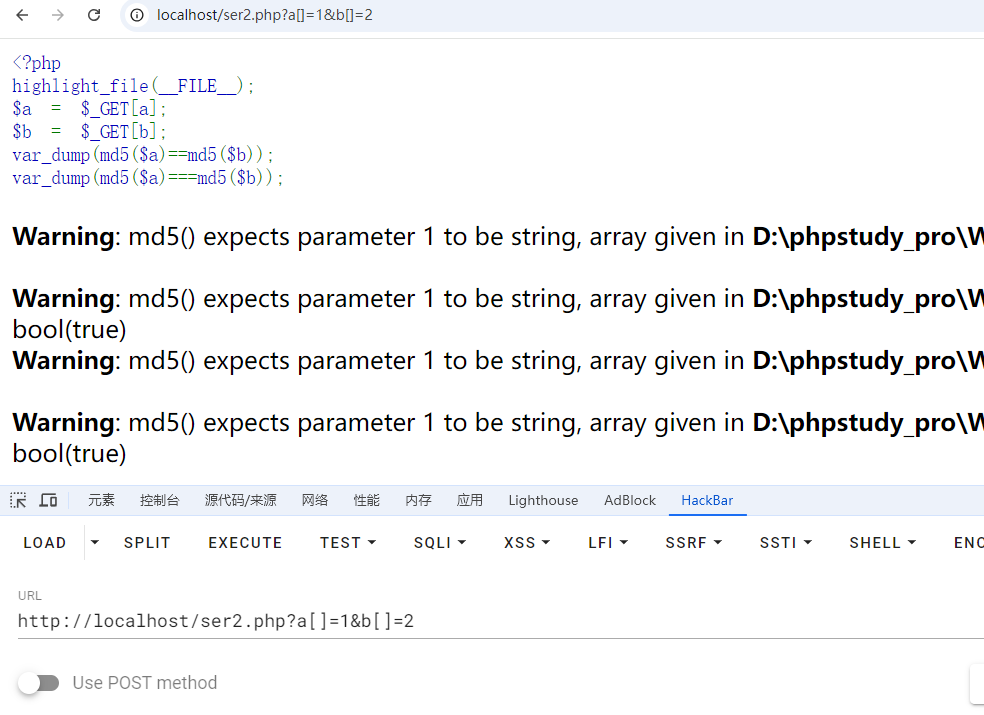 localhost/ser2.php?a[]=1&b[]=2
<?php
highlight_file(__FILE__);
$a  =  $_GET[a];
$b  =  $_GET[b];
var_dump(md5($a)==md5($b));
var_dump(md5($a)===md5($b));
Warning: md5() expects parameter 1 to be string, array given in D:\phpstudy_pro\W
Warning: md5() expects parameter 1 to be string, array given in D:\phpstudy_pro\W
bool(true)
Warning: md5() expects parameter 1 to be string, array given in D:\phpstudy_pro\W
Warning: md5() expects parameter 1 to be string, array given in D:\phpstudy_pro\W
bool(true)
元素 控制台 源代码/来源 网络 性能 内存 应用 Lighthouse AdBlock HackBar
LOAD SPLIT EXECUTE TEST SQLI XSS LFI SSRF SSTI SHELL ENC
URL
http://localhost/ser2.php?a[]=1&b[]=2
Use POST method